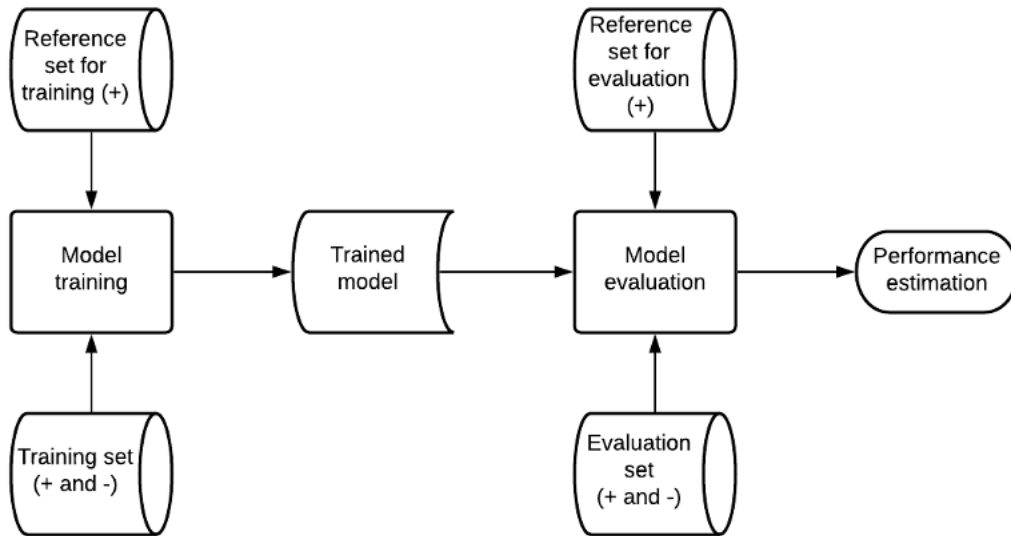 Reference
set for
training (+)
Reference
set for
evaluation
(+)
Model
training
Trained
model
Model
evaluation
Performance
estimation
Training set
(+ and -)
Evaluation
set
(+ and -)